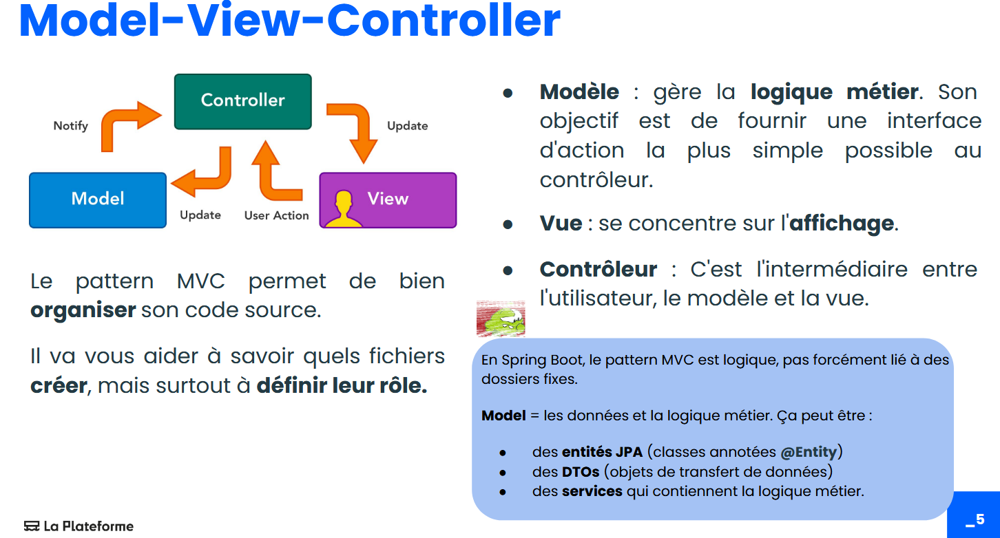 Model-View-Controller
Controller
Notify
Update
Model
View
Update
User Action
Le pattern MVC permet de bien
organiser son code source.
Il va vous aider à savoir quels fichiers
créer, mais surtout à définir leur rôle.
● Modèle : gère la logique métier. Son
objectif est de fournir une interface
d'action la plus simple possible au
contrôleur.
● Vue : se concentre sur l'affichage.
● Contrôleur : C'est l'intermédiaire entre
l'utilisateur, le modèle et la vue.
En Spring Boot, le pattern MVC est logique, pas forcément lié à des
dossiers fixes.
Model = les données et la logique métier. Ça peut être :
● des entités JPA (classes annotées @Entity)
● des DTOs (objets de transfert de données)
● des services qui contiennent la logique métier.
La Plateforme
_5